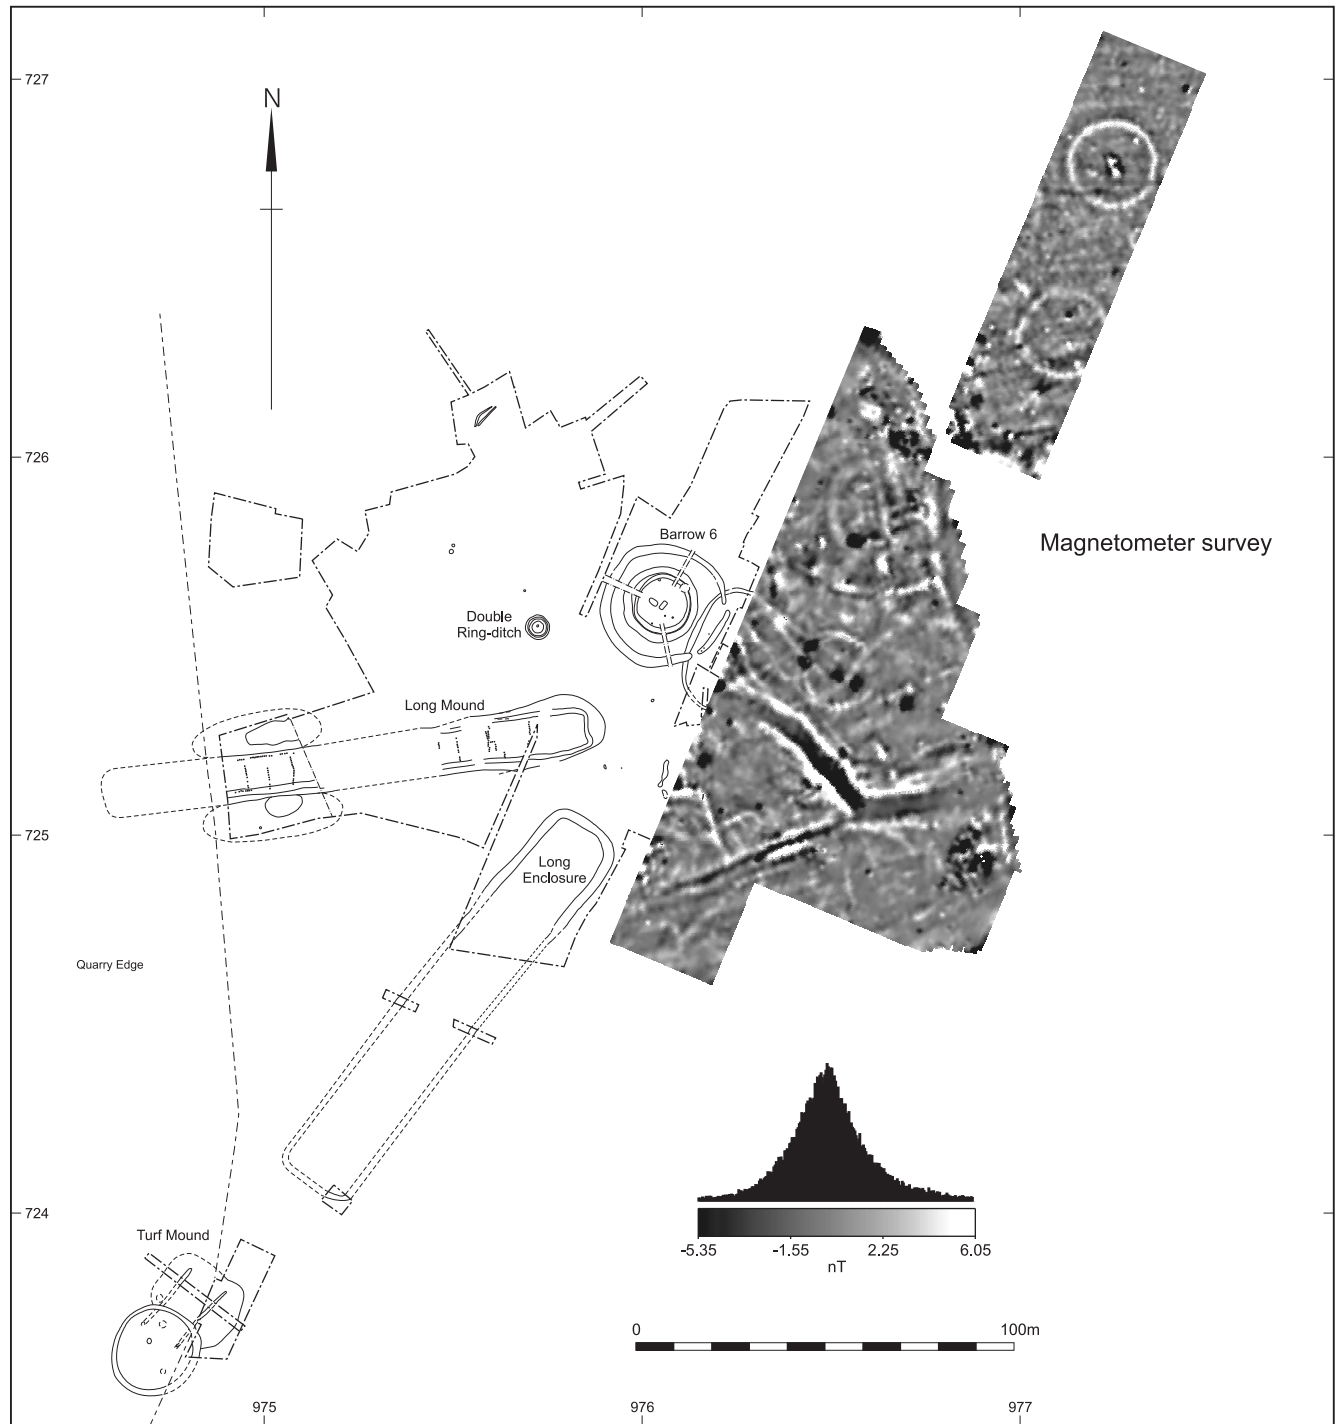 727
N
726
Barrow 6
Magnetometer survey
Double
Ring-ditch
Long Mound
725
Long
Enclosure
Quarry Edge
724
Turf Mound
-5.35 -1.55 2.25 6.05
nT
0 100m
975 976 977